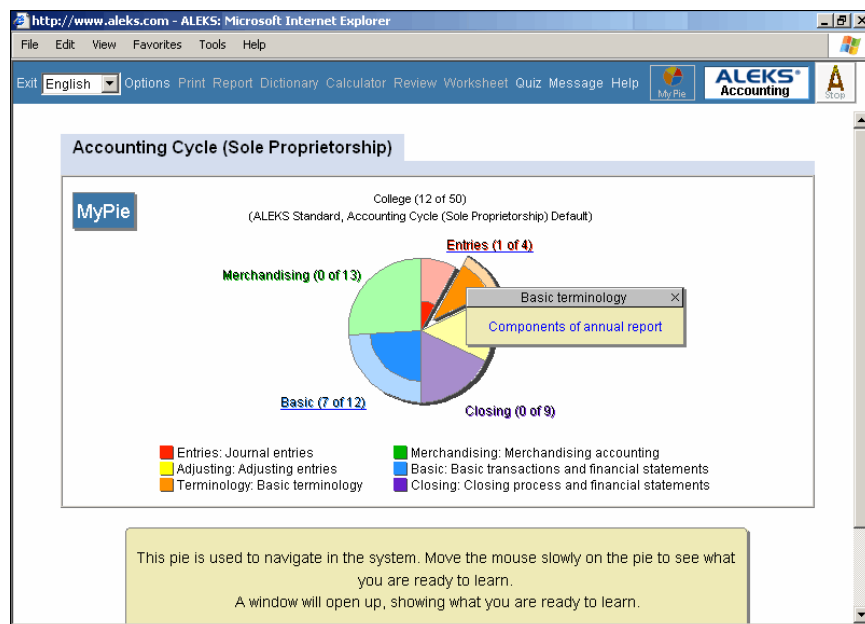 http://www.aleks.com - ALEKS: Microsoft Internet Explorer
File Edit View Favorites Tools Help
Exit English Options Print Report Dictionary Calculator Review Worksheet Quiz Message Help MyPie ALEKS® Accounting Stop
Accounting Cycle (Sole Proprietorship)
MyPie
College (12 of 50)
(ALEKS Standard, Accounting Cycle (Sole Proprietorship) Default)
Entries (1 of 4)
Merchandising (0 of 13)
Basic terminology
Components of annual report
Basic (7 of 12)
Closing (0 of 9)
Entries: Journal entries
Merchandising: Merchandising accounting
Adjusting: Adjusting entries
Basic: Basic transactions and financial statements
Terminology: Basic terminology
Closing: Closing process and financial statements
This pie is used to navigate in the system. Move the mouse slowly on the pie to see what
you are ready to learn.
A window will open up, showing what you are ready to learn.